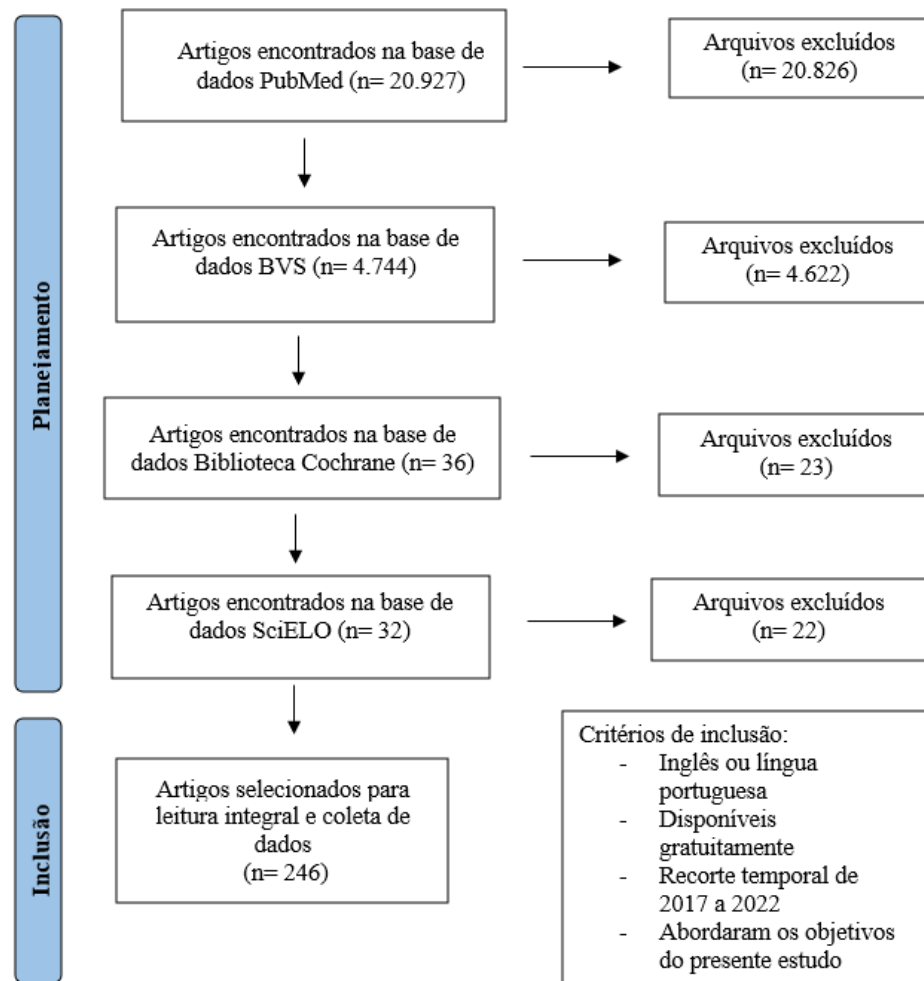 Planejamento
Artigos encontrados na base de
dados PubMed (n= 20.927)
Arquivos excluídos
(n= 20.826)
Artigos encontrados na base de
dados BVS (n= 4.744)
Arquivos excluídos
(n= 4.622)
Artigos encontrados na base de
dados Biblioteca Cochrane (n= 36)
Arquivos excluídos
(n= 23)
Artigos encontrados na base de
dados SciELO (n= 32)
Arquivos excluídos
(n= 22)
Inclusão
Artigos selecionados para
leitura integral e coleta de
dados
(n= 246)
Critérios de inclusão:
- Inglês ou língua
portuguesa
- Disponíveis
gratuitamente
- Recorte temporal de
2017 a 2022
- Abordaram os objetivos
do presente estudo